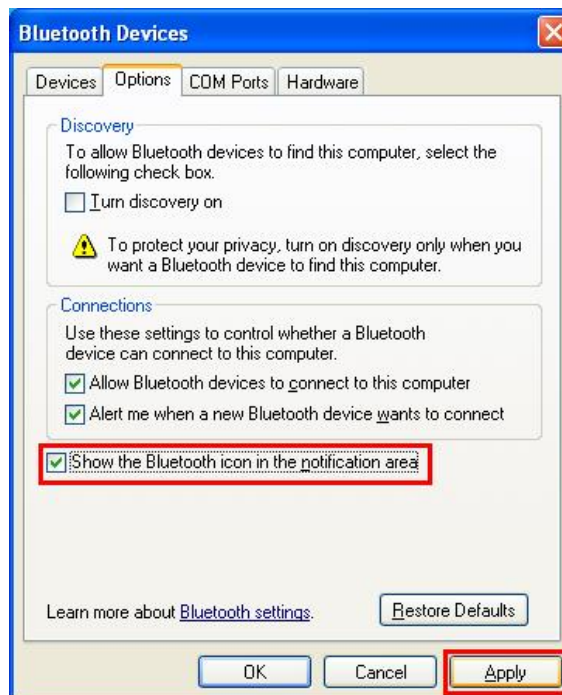 Bluetooth Devices
Devices Options COM Ports Hardware
Discovery
To allow Bluetooth devices to find this computer, select the
following check box.
Turn discovery on
To protect your privacy, turn on discovery only when you
want a Bluetooth device to find this computer.
Connections
Use these settings to control whether a Bluetooth
device can connect to this computer.
Allow Bluetooth devices to connect to this computer
Alert me when a new Bluetooth device wants to connect
Show the Bluetooth icon in the notification area
Learn more about Bluetooth settings.
Restore Defaults
OK Cancel Apply